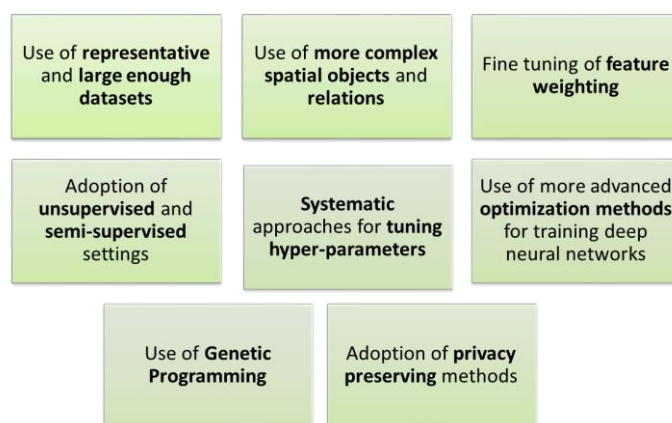 Use of representative
and large enough
datasets
Use of more complex
spatial objects and
relations
Fine tuning of feature
weighting
Adoption of
unsupervised and
semi-supervised
settings
Systematic
approaches for tuning
hyper-parameters
Use of more advanced
optimization methods
for training deep
neural networks
Use of Genetic
Programming
Adoption of privacy
preserving methods